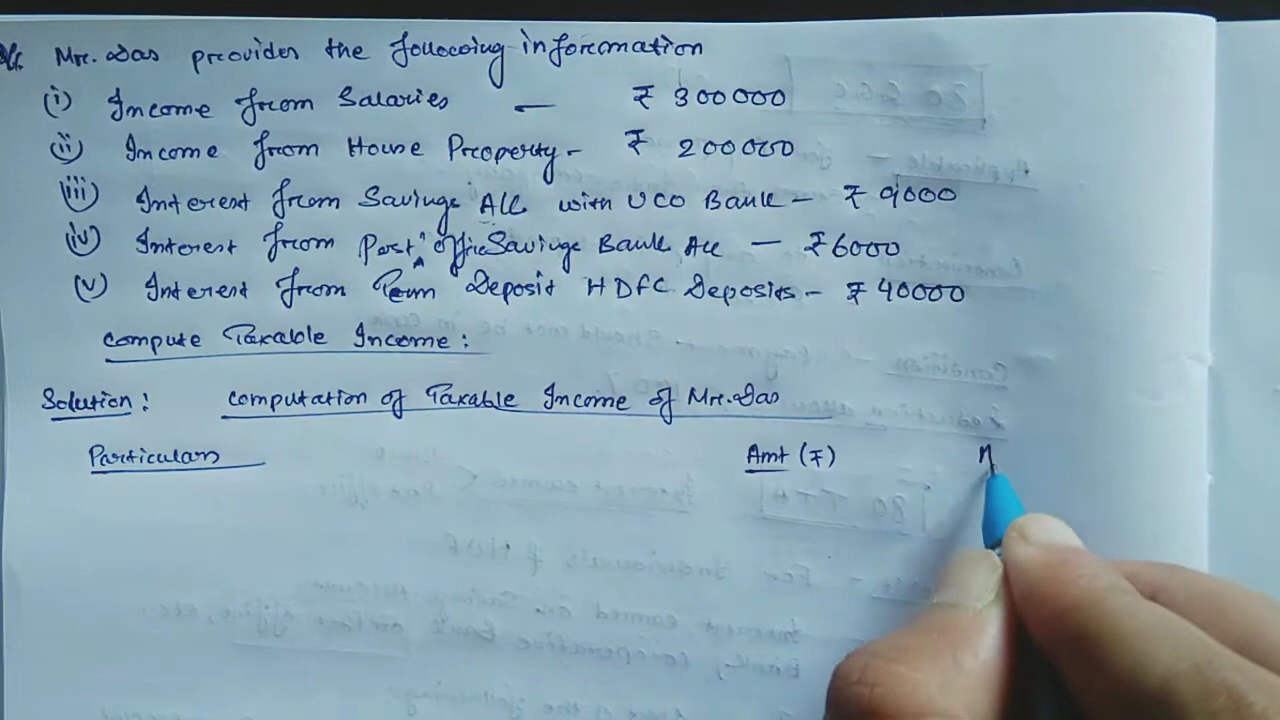 Mr. Das provides the following information
(i) Income from Salaries — ₹ 300000
(ii) Income from House Property - ₹ 200000
(iii) Interest from Savings A/c with UCO Bank - ₹ 9000
(iv) Interest from Post office Savings Bank A/c — ₹6000
(v) Interest from Term Deposit HDFC Deposits - ₹ 40000
Compute Taxable Income:
Solution: Computation of Taxable Income of Mr. Das
Particulars Amt (₹)